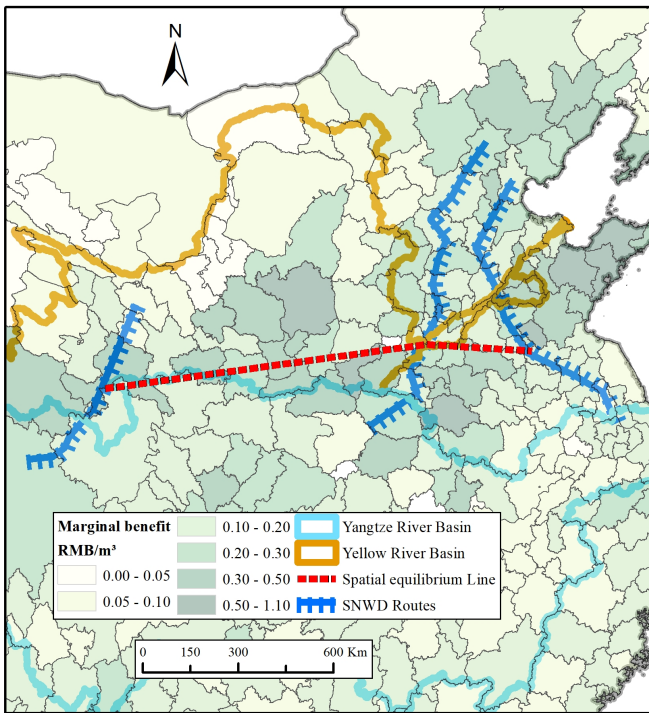 N
Marginal benefit
RMB/m³
0.00 - 0.05
0.05 - 0.10
0.10 - 0.20
0.20 - 0.30
0.30 - 0.50
0.50 - 1.10
Yangtze River Basin
Yellow River Basin
Spatial equilibrium Line
SNWD Routes
0 150 300 600 Km